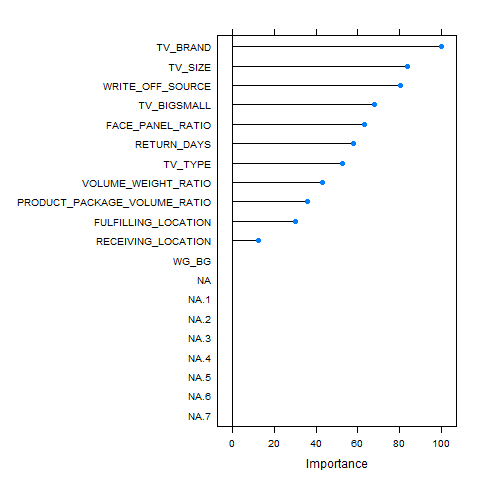 TV_BRAND
TV_SIZE
WRITE_OFF_SOURCE
TV_BIGSMALL
FACE_PANEL_RATIO
RETURN_DAYS
TV_TYPE
VOLUME_WEIGHT_RATIO
PRODUCT_PACKAGE_VOLUME_RATIO
FULFILLING_LOCATION
RECEIVING_LOCATION
WG_BG
NA
NA.1
NA.2
NA.3
NA.4
NA.5
NA.6
NA.7
0 20 40 60 80 100
Importance